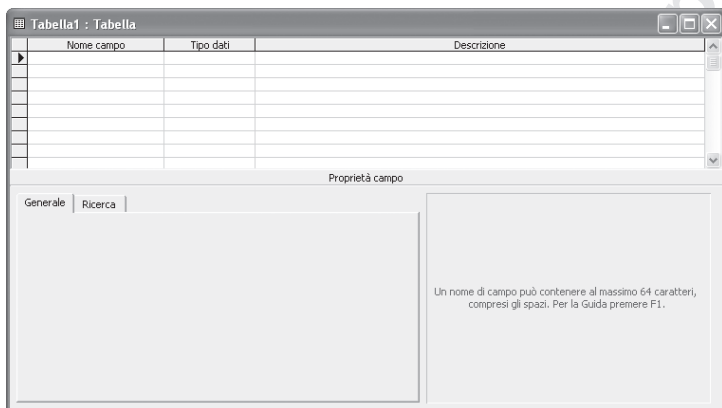 Tabella1 : Tabella
Nome campo Tipo dati Descrizione
Proprietà campo
Generale Ricerca
Un nome di campo può contenere al massimo 64 caratteri,
compresi gli spazi. Per la Guida premere F1.